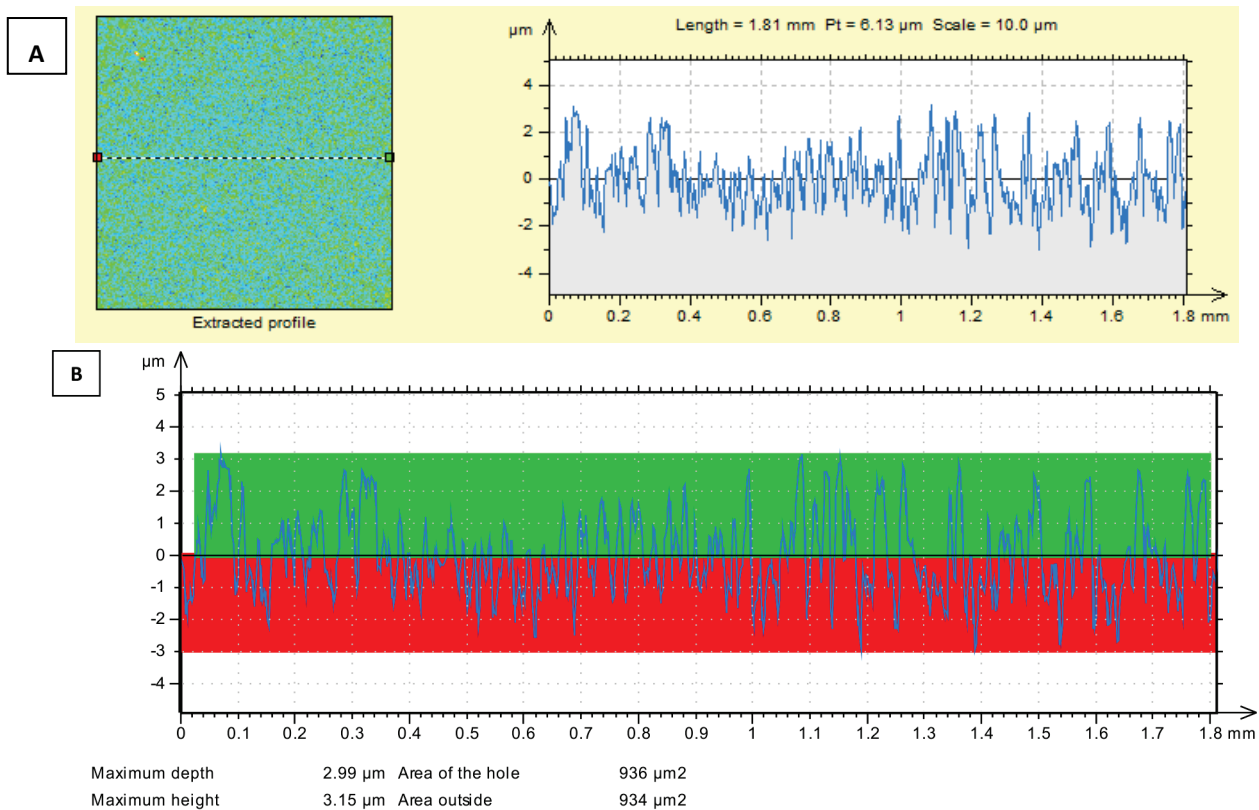 A
Length = 1.81 mm Pt = 6.13 µm Scale = 10.0 µm
µm
4
2
0
-2
-4
0 0.2 0.4 0.6 0.8 1 1.2 1.4 1.6 1.8 mm
Extracted profile
B
µm
5
4
3
2
1
0
-1
-2
-3
-4
0 0.1 0.2 0.3 0.4 0.5 0.6 0.7 0.8 0.9 1 1.1 1.2 1.3 1.4 1.5 1.6 1.7 1.8 mm
Maximum depth 2.99 µm Area of the hole 936 µm2
Maximum height 3.15 µm Area outside 934 µm2